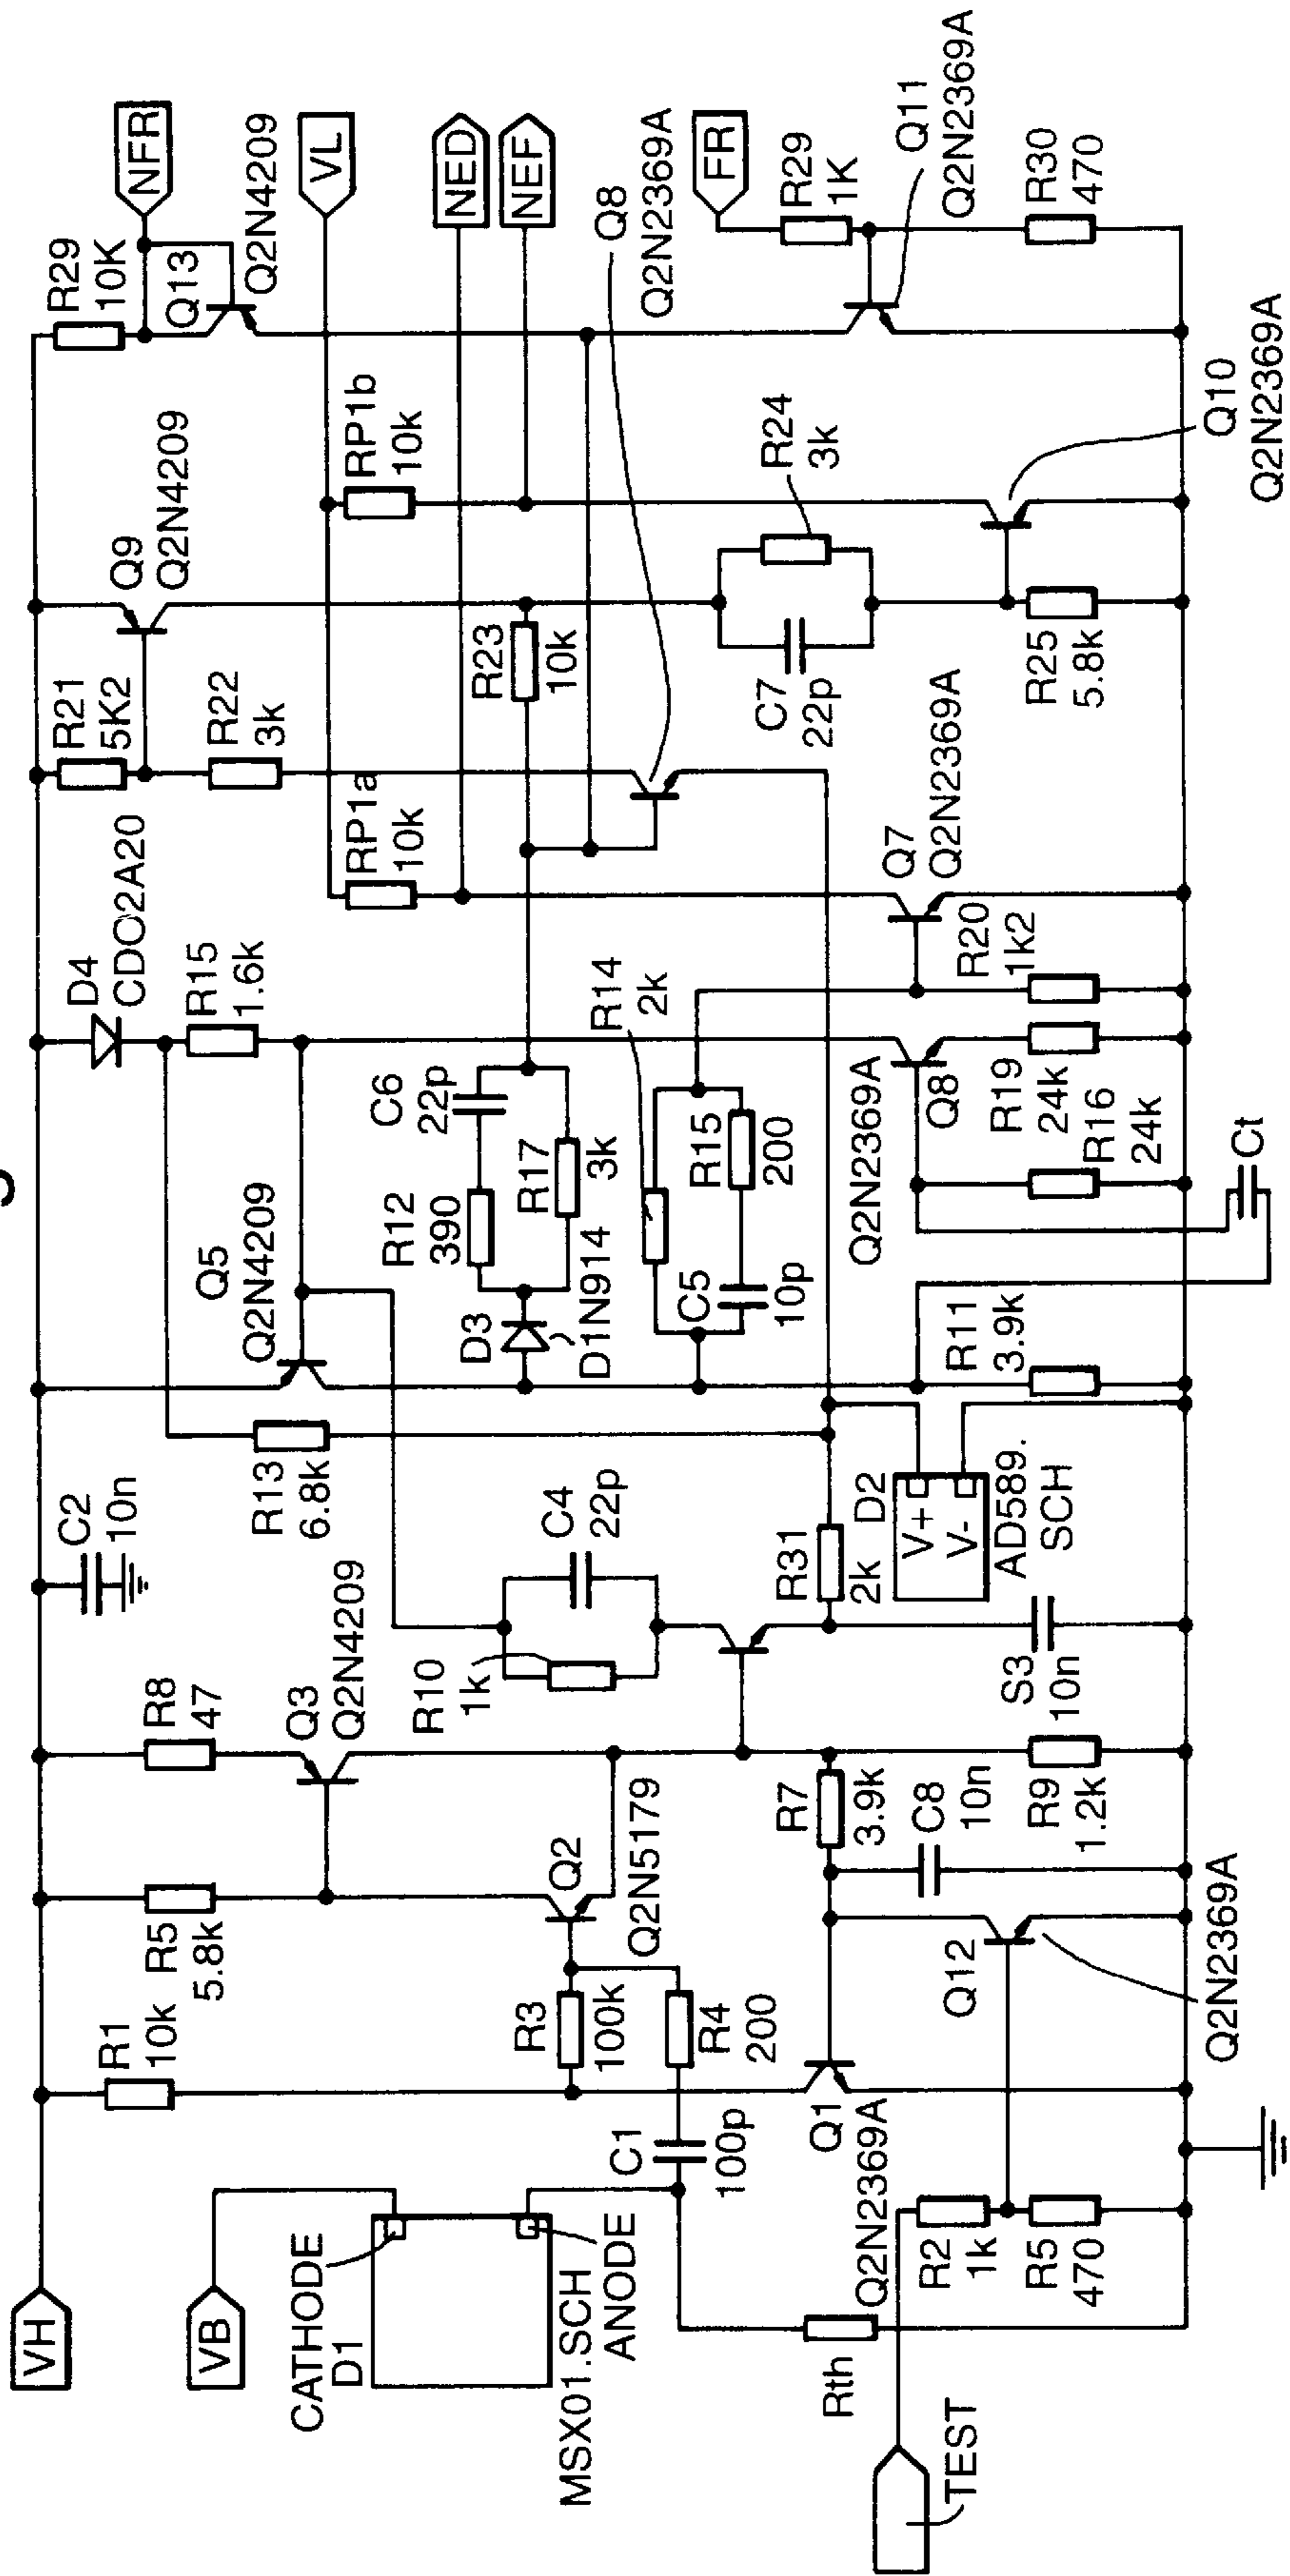 VH
VB
CATHODE
D1
MSX01.SCH
ANODE
TEST
Rth
R2
1k
R5
470
C1
100p
R1
10k
R3
100k
R4
200
Q1
Q2N2369A
R5
5.8k
Q2
Q2N5179
Q12
Q2N2369A
R7
3.9k
C8
10n
R9
1.2k
R8
47
Q3
Q2N4209
C2
10n
R10
1k
C4
22p
S3
10n
R31
2k
R13
6.8k
D2
V+
V-
AD589.
SCH
Q5
Q2N4209
D3
D1N914
R12
390
C6
22p
R17
3k
C5
10p
R15
200
R14
2k
R11
3.9k
Ct
D4
CDO2A20
R15
1.6k
Q2N2369A
Q8
R19
24k
R16
24k
R20
1k2
Q7
Q2N2369A
R21
5K2
R22
3k
RP1a
10k
R23
10k
Q9
Q2N4209
C7
22p
R24
3k
R25
5.8k
RP1b
10k
Q10
Q2N2369A
Q8
Q2N2369A
R29
10K
Q13
Q2N4209
NFR
VL
NED
NEF
FR
R29
1K
Q11
Q2N2369A
R30
470